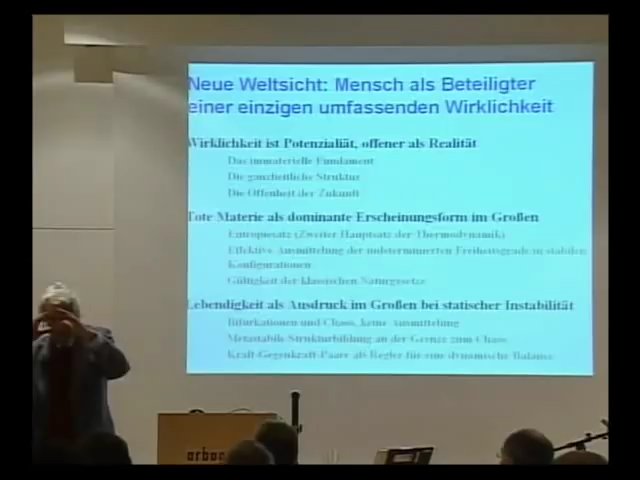 Neue Weltsicht: Mensch als Beteiligter
einer einzigen umfassenden Wirklichkeit
Wirklichkeit ist Potenzialiät, offener als Realität
Das immaterielle Fundament
Die ganzheitliche Struktur
Die Offenheit der Zukunft
Tote Materie als dominante Erscheinungsform im Großen
Entropiesatz (Zweiter Hauptsatz der Thermodynamik)
Effektive Ausmittelung der indeterminierten Freiheitsgrade in stabilen
Konfigurationen
Gültigkeit der klassischen Naturgesetze
Lebendigkeit als Ausdruck im Großen bei statischer Instabilität
Bifurkationen und Chaos, keine Ausmittelung
Metastabile Strukturbildung an der Grenze zum Chaos
Kraft-Gegenkraft-Paare als Regler für eine dynamische Balance
arbor